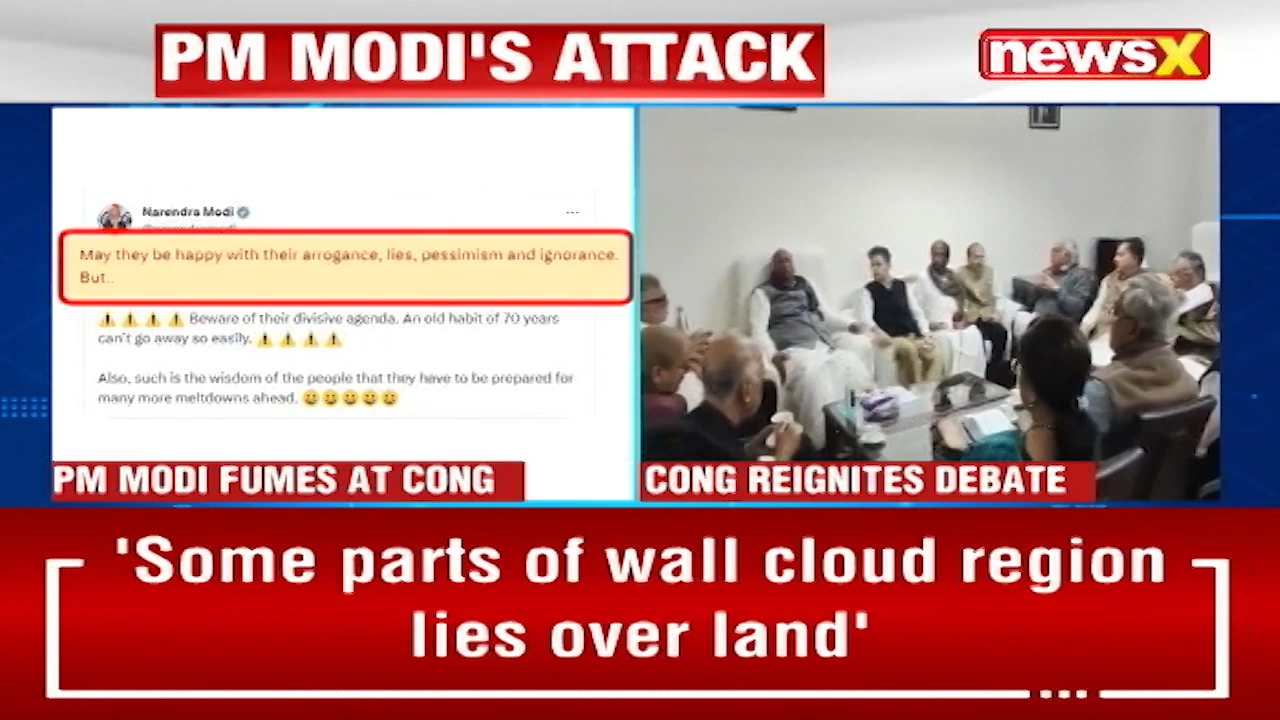 PM MODI'S ATTACK
newsX
Narendra Modi
May they be happy with their arrogance, lies, pessimism and ignorance.
But..
⚠️ ⚠️ ⚠️ ⚠️ Beware of their divisive agenda. An old habit of 70 years
can't go away so easily. ⚠️ ⚠️ ⚠️ ⚠️
Also, such is the wisdom of the people that they have to be prepared for
many more meltdowns ahead. 😀 😀 😀 😀 😀
PM MODI FUMES AT CONG
CONG REIGNITES DEBATE
'Some parts of wall cloud region
lies over land'